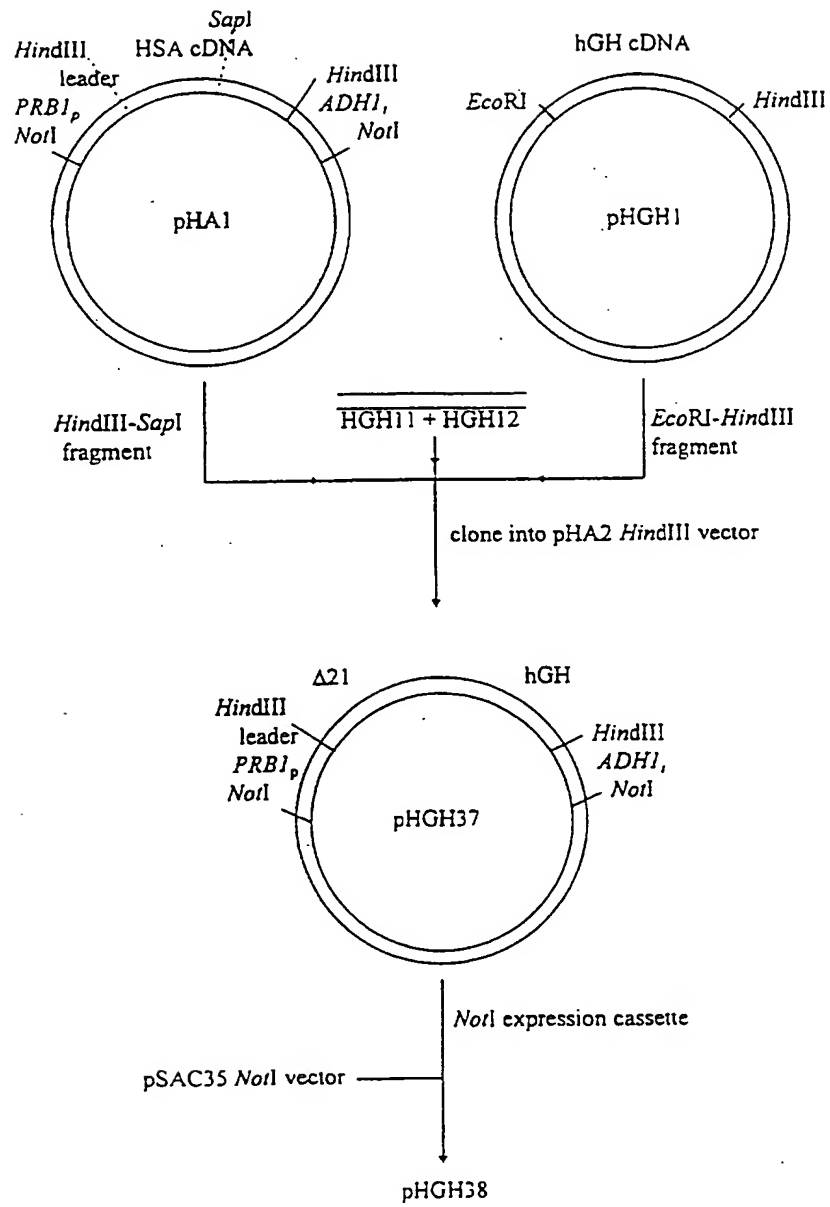 SapI
HindIII HSA cDNA
leader
PRB1p
NotI
HindIII
ADH1t
NotI
pHA1
hGH cDNA
EcoRI
HindIII
pHGH1
HindIII-SapI
fragment
HGH11 + HGH12
EcoRI-HindIII
fragment
clone into pHA2 HindIII vector
Δ21
hGH
HindIII
leader
PRB1p
NotI
HindIII
ADH1t
NotI
pHGH37
NotI expression cassette
pSAC35 NotI vector
pHGH38